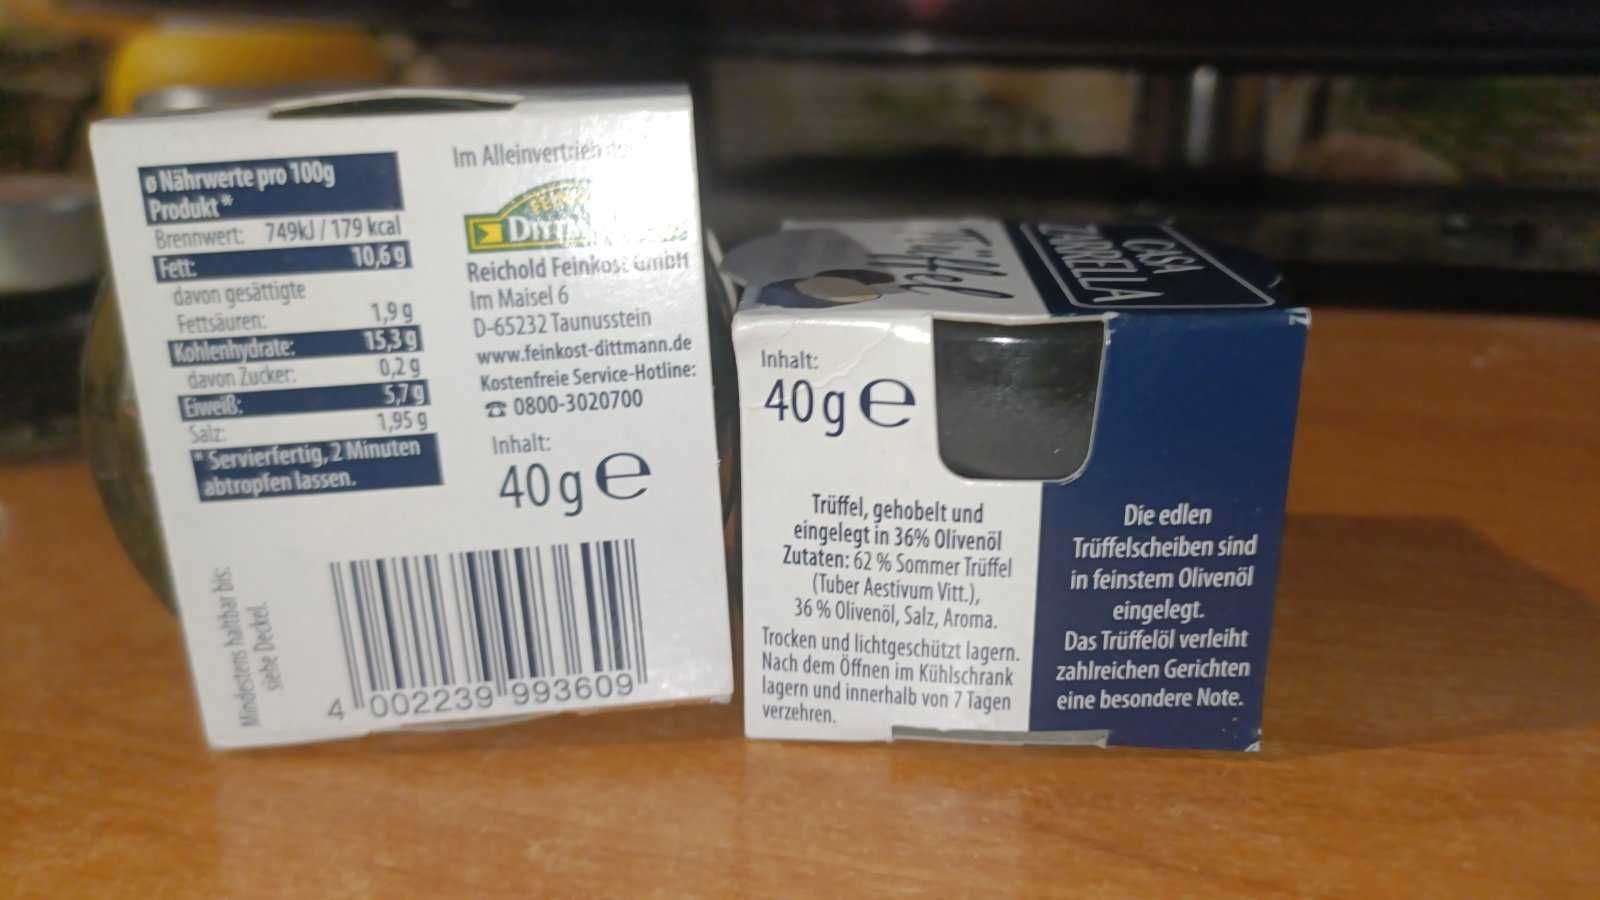 ø Nährwerte pro 100g
Produkt*
Brennwert: 749kJ / 179 kcal
Fett: 10,6 g
davon gesättigte
Fettsäuren: 1,9 g
Kohlenhydrate: 15,3 g
davon Zucker: 0,2 g
Eiweiß: 5,7 g
Salz: 1,95 g
* Servierfertig, 2 Minuten
abtropfen lassen.
Mindestens haltbar bis:
siehe Deckel.
Im Alleinvertrieb
Reichold Feinkost GmbH
Im Maisel 6
D-65232 Taunusstein
www.feinkost-dittmann.de
Kostenfreie Service-Hotline:
☎ 0800-3020700
Inhalt:
40 g e
4 002239 993609
Trüffel
CASA
Inhalt:
40 g e
Trüffel, gehobelt und
eingelegt in 36% Olivenöl
Zutaten: 62 % Sommer Trüffel
(Tuber Aestivum Vitt.),
36 % Olivenöl, Salz, Aroma.
Trocken und lichtgeschützt lagern.
Nach dem Öffnen im Kühlschrank
lagern und innerhalb von 7 Tagen
verzehren.
Die edlen
Trüffelscheiben sind
in feinstem Olivenöl
eingelegt.
Das Trüffelöl verleiht
zahlreichen Gerichten
eine besondere Note.